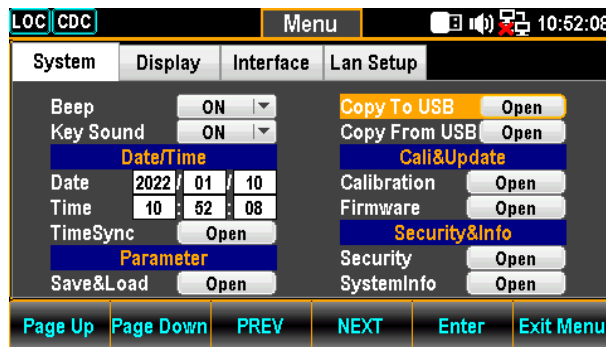 LOC CDC Menu 10:52:08
System Display Interface Lan Setup
Beep ON
Key Sound ON
Date/Time
Date 2022 / 01 / 10
Time 10 : 52 : 08
TimeSync Open
Parameter
Save&Load Open
Copy To USB Open
Copy From USB Open
Cali&Update
Calibration Open
Firmware Open
Security&Info
Security Open
SystemInfo Open
Page Up Page Down PREV NEXT Enter Exit Menu